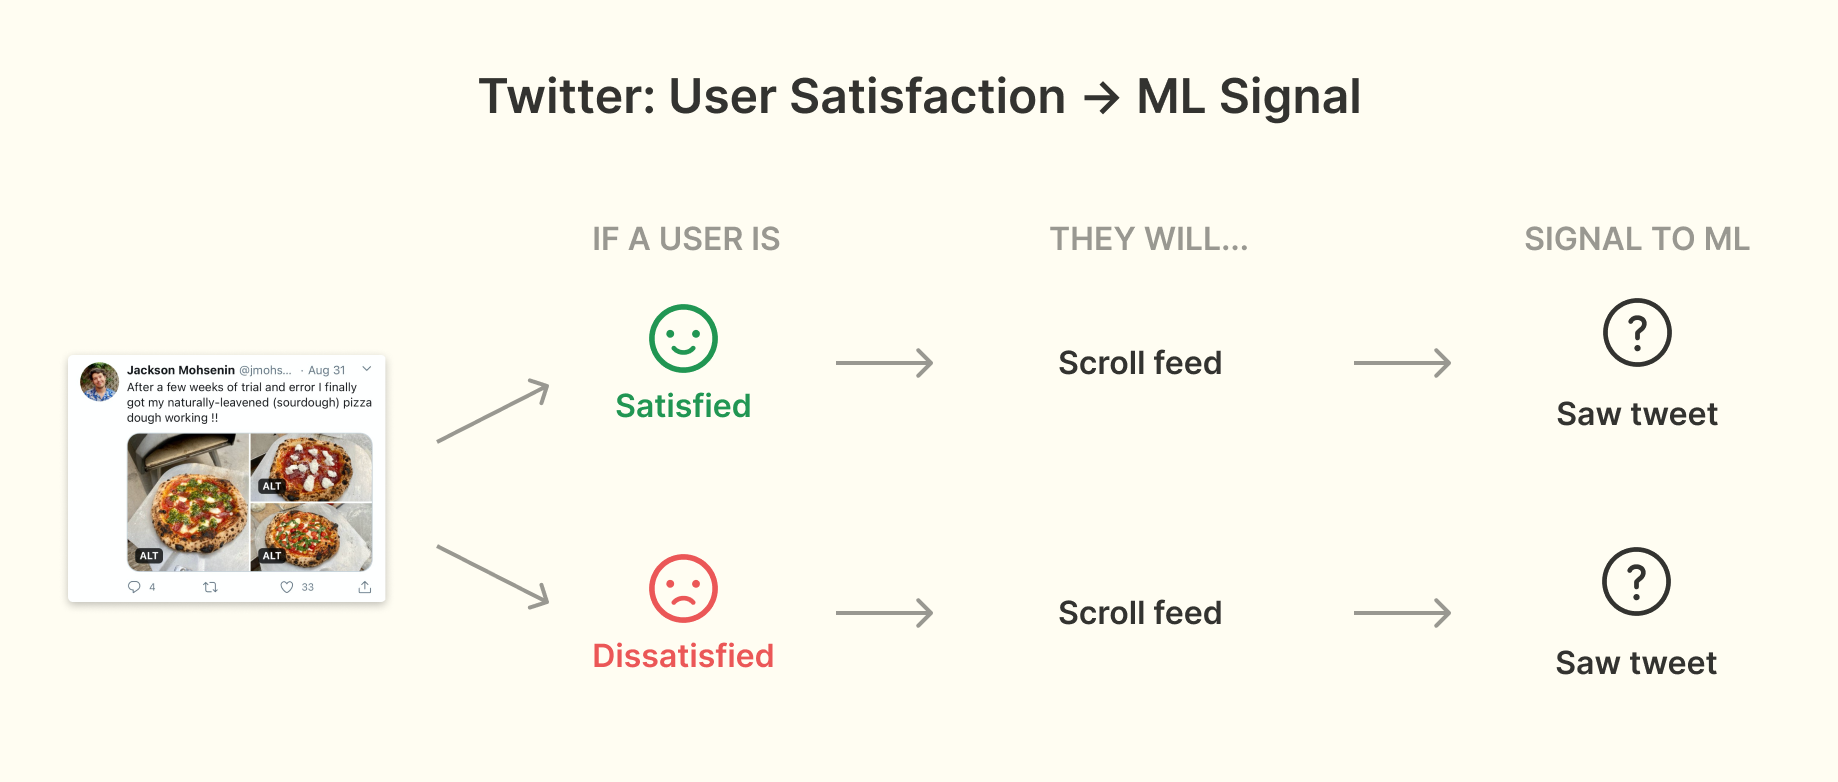 Twitter: User Satisfaction → ML Signal
IF A USER IS
THEY WILL...
SIGNAL TO ML
Jackson Mohsenin @jmohs... · Aug 31
After a few weeks of trial and error I finally
got my naturally-leavened (sourdough) pizza
dough working !!
ALT
ALT
ALT
4
33
Satisfied
Scroll feed
?
Saw tweet
Dissatisfied
Scroll feed
?
Saw tweet